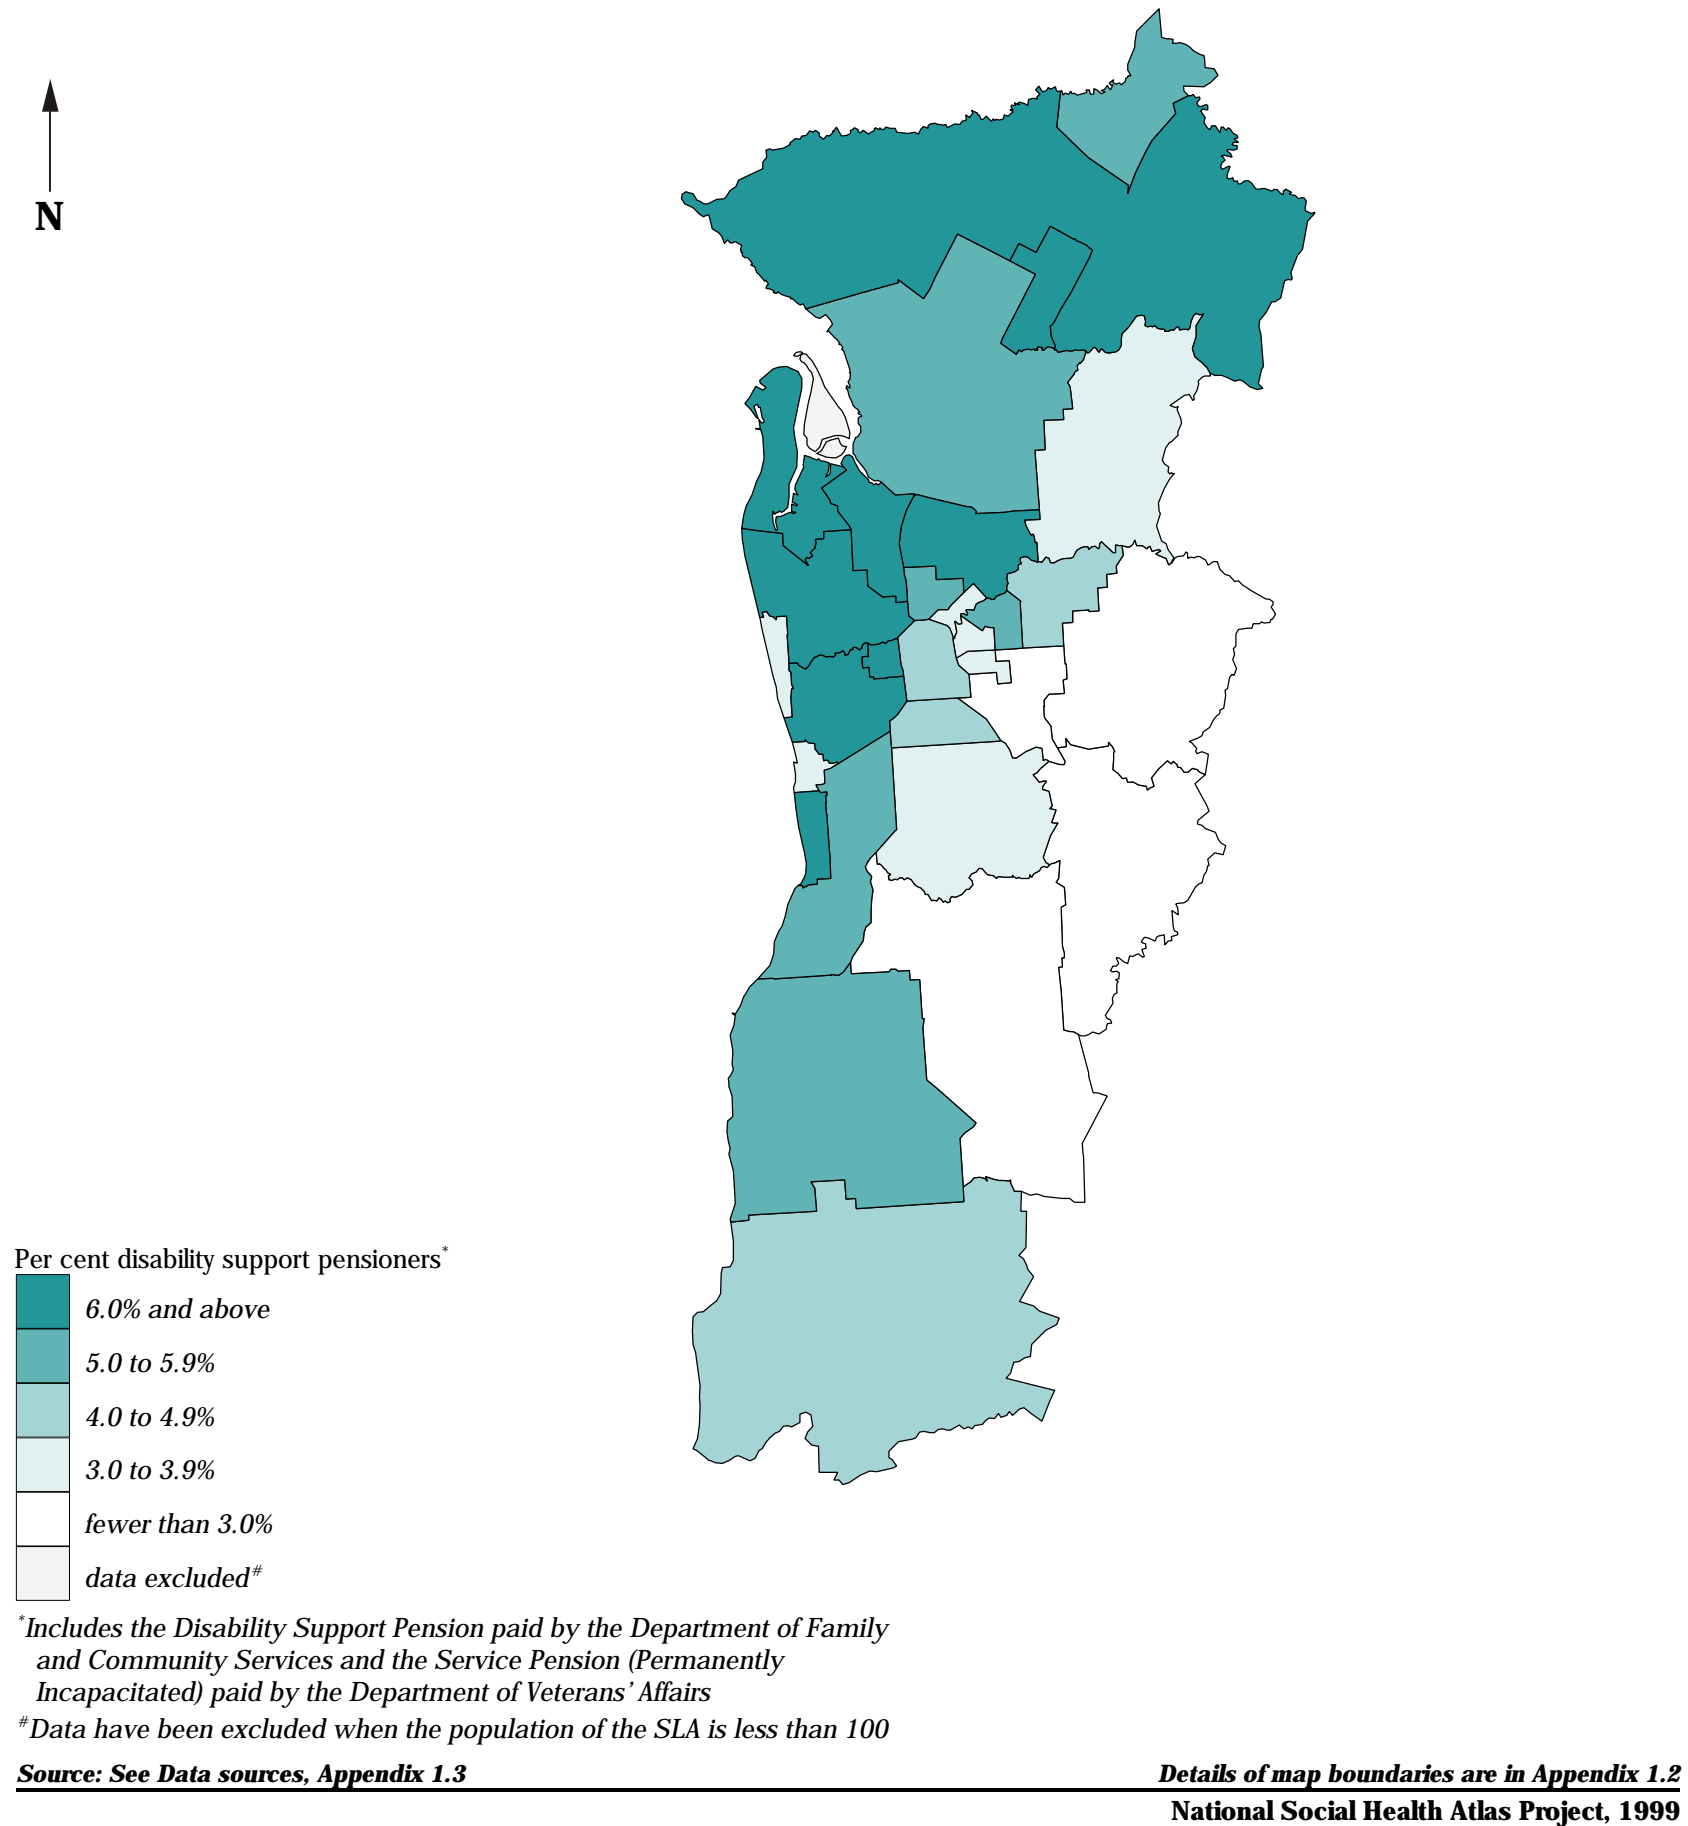 N
Per cent disability support pensioners*
6.0% and above
5.0 to 5.9%
4.0 to 4.9%
3.0 to 3.9%
fewer than 3.0%
data excluded#
*Includes the Disability Support Pension paid by the Department of Family
and Community Services and the Service Pension (Permanently
Incapacitated) paid by the Department of Veterans' Affairs
#Data have been excluded when the population of the SLA is less than 100
Source: See Data sources, Appendix 1.3
Details of map boundaries are in Appendix 1.2
National Social Health Atlas Project, 1999